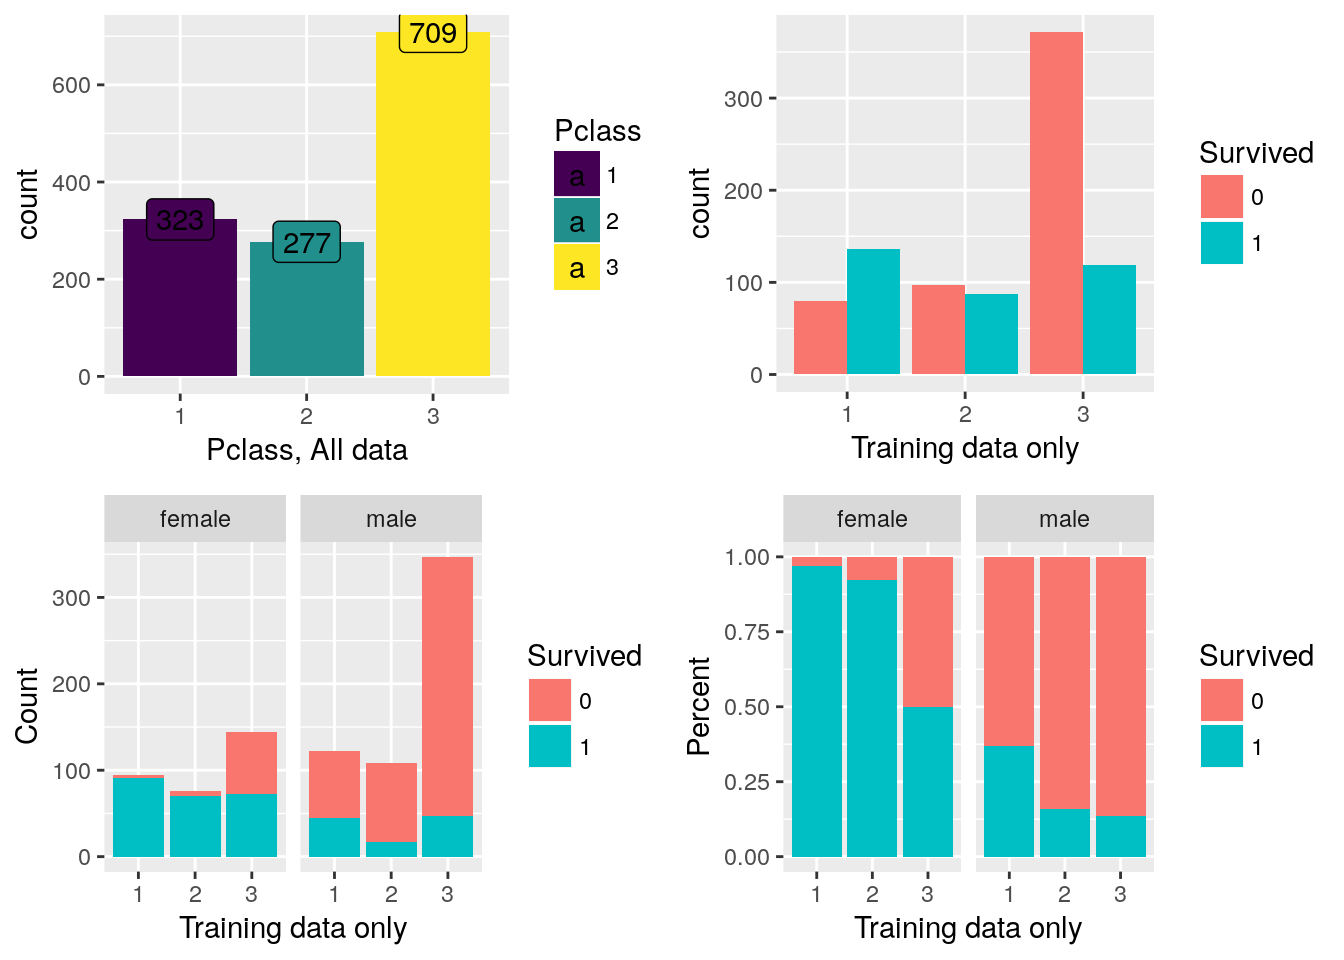 709
600
400
200
0
323
277
count
1 2 3
Pclass, All data
Pclass
a 1
a 2
a 3
300
200
100
0
count
1 2 3
Training data only
Survived
0
1
female male
300
200
100
0
Count
1 2 3 1 2 3
Training data only
Survived
0
1
female male
1.00
0.75
0.50
0.25
0.00
Percent
1 2 3 1 2 3
Training data only
Survived
0
1